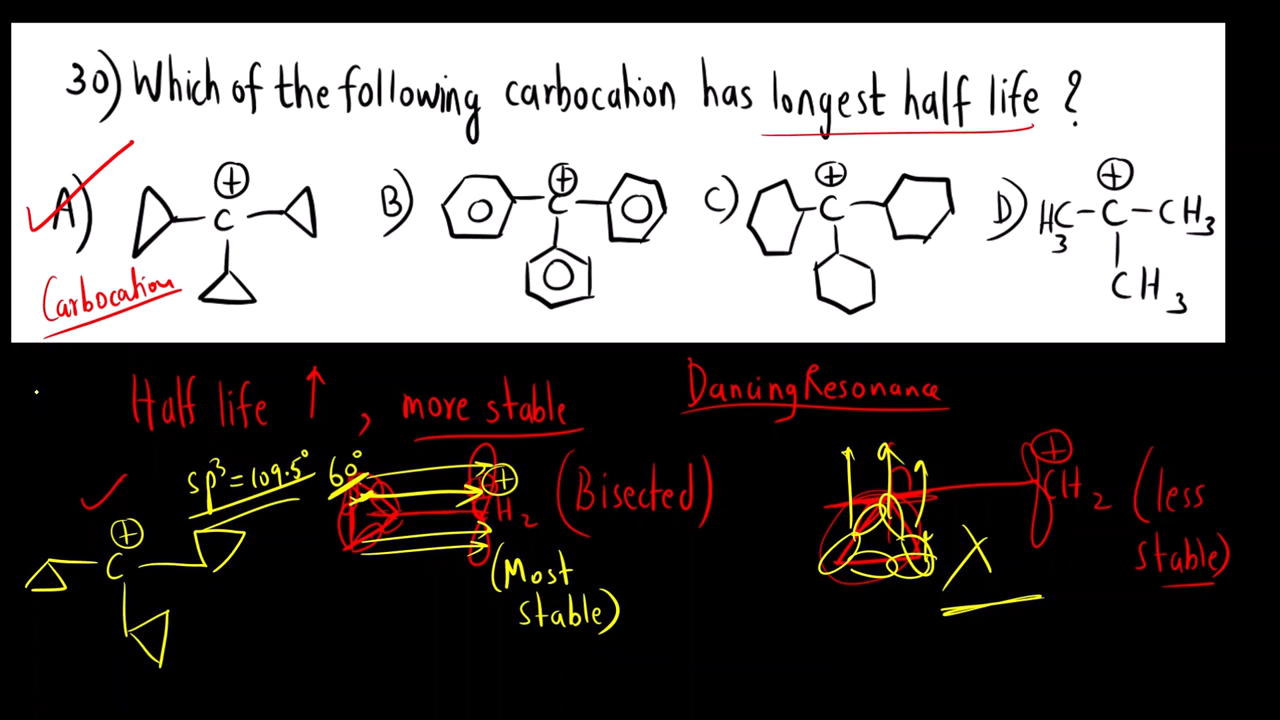 30) Which of the following carbocation has longest half life ?
A) ⊕ C
B) ⊕ C
C) ⊕ C
D) ⊕ H3C - C - CH3
CH3
Carbocation
Half life ↑ , more stable
Dancing Resonance
sp³ = 109.5° 60°
⊕ CH2 (Bisected)
(Most stable)
⊕ C
⊕ CH2 (less stable)
X